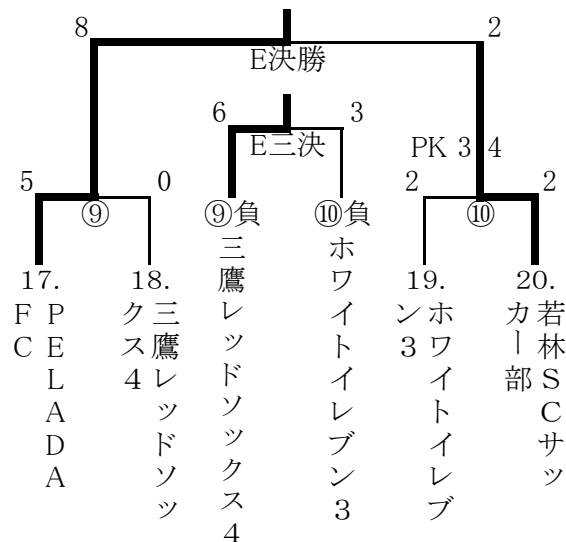 8
2
E決勝
6
3
E三決
PK 3 4
5
0
2
2
⑨
⑨負
⑩負
⑩
17.
PELADA
FC
18.
三鷹レッドソッ
クス4
三鷹レッドソックス4
ホワイトイレブン3
19.
ホワイトイレブ
ン3
20.
若林SCサッ
カー部